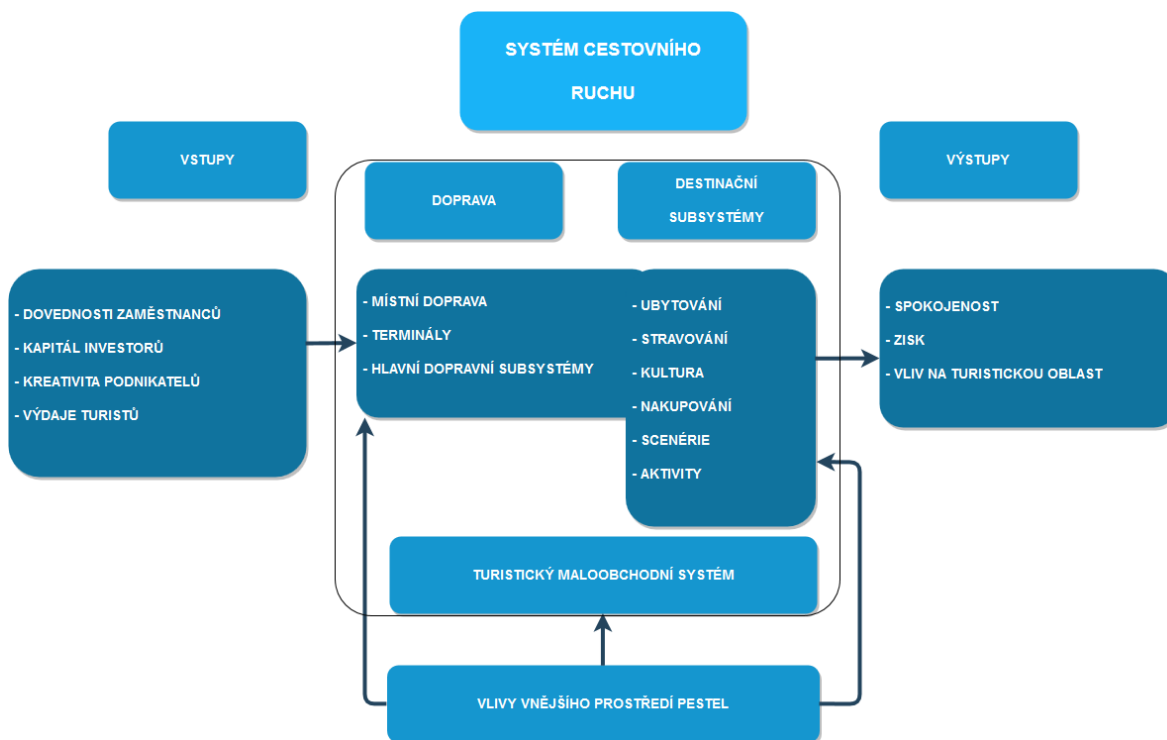 SYSTÉM CESTOVNÍHO
RUCHU
VSTUPY
VÝSTUPY
DOPRAVA
DESTINAČNÍ
SUBSYSTÉMY
- DOVEDNOSTI ZAMĚSTNANCŮ
- KAPITÁL INVESTORŮ
- KREATIVITA PODNIKATELŮ
- VÝDAJE TURISTŮ
- MÍSTNÍ DOPRAVA
- TERMINÁLY
- HLAVNÍ DOPRAVNÍ SUBSYSTÉMY
- UBYTOVÁNÍ
- STRAVOVÁNÍ
- KULTURA
- NAKUPOVÁNÍ
- SCENÉRIE
- AKTIVITY
- SPOKOJENOST
- ZISK
- VLIV NA TURISTICKOU OBLAST
TURISTICKÝ MALOOBCHODNÍ SYSTÉM
VLIVY VNĚJŠÍHO PROSTŘEDÍ PESTEL